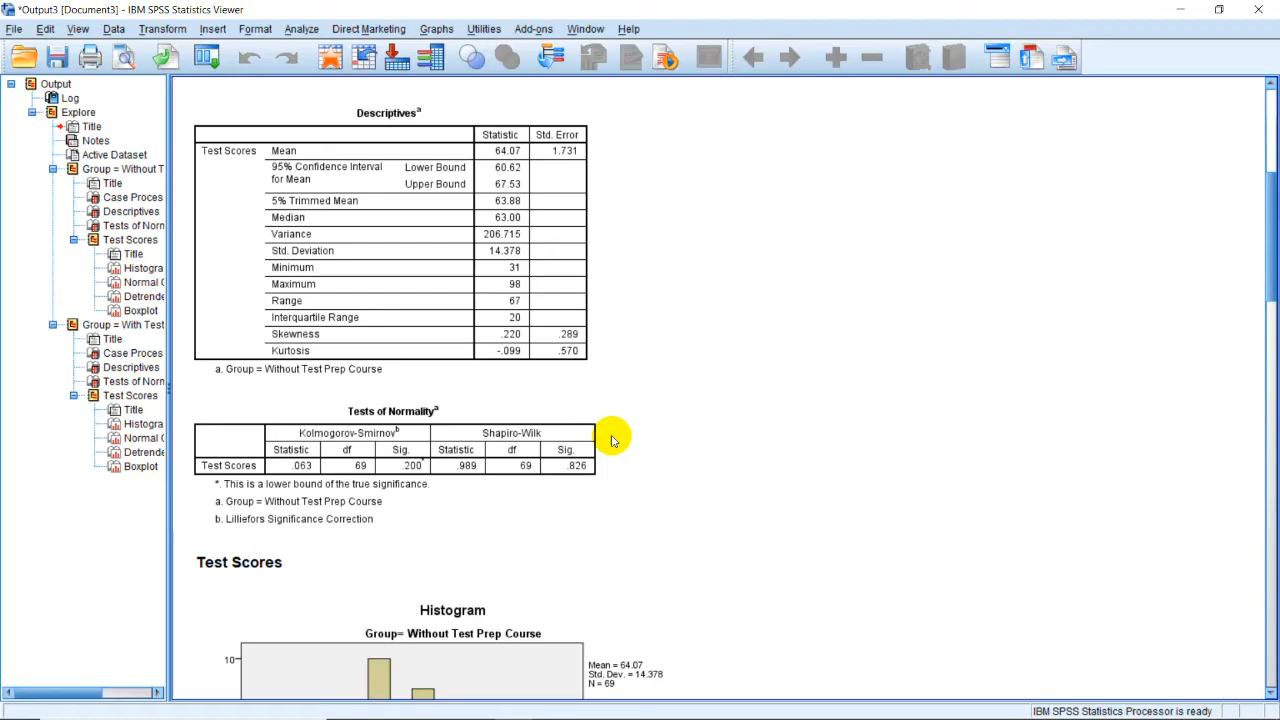 *Output3 [Document3] - IBM SPSS Statistics Viewer
File Edit View Data Transform Insert Format Analyze Direct Marketing Graphs Utilities Add-ons Window Help
Output
Log
Explore
Title
Notes
Active Dataset
Group = Without T
Title
Case Proces
Descriptives
Tests of Norn
Test Scores
Title
Histogra
Normal C
Detrende
Boxplot
Group = With Test
Title
Case Proces
Descriptives
Tests of Norn
Test Scores
Title
Histogra
Normal C
Detrende
Boxplot
Descriptives a
Statistic Std. Error
Test Scores Mean 64.07 1.731
95% Confidence Interval Lower Bound 60.62
for Mean Upper Bound 67.53
5% Trimmed Mean 63.88
Median 63.00
Variance 206.715
Std. Deviation 14.378
Minimum 31
Maximum 98
Range 67
Interquartile Range 20
Skewness .220 .289
Kurtosis -.099 .570
a. Group = Without Test Prep Course
Tests of Normality a
Kolmogorov-Smirnov b Shapiro-Wilk
Statistic df Sig. Statistic df Sig.
Test Scores .063 69 .200* .989 69 .826
*. This is a lower bound of the true significance.
a. Group = Without Test Prep Course
b. Lilliefors Significance Correction
Test Scores
Histogram
Group= Without Test Prep Course
10
Mean = 64.07
Std. Dev. = 14.378
N = 69
IBM SPSS Statistics Processor is ready